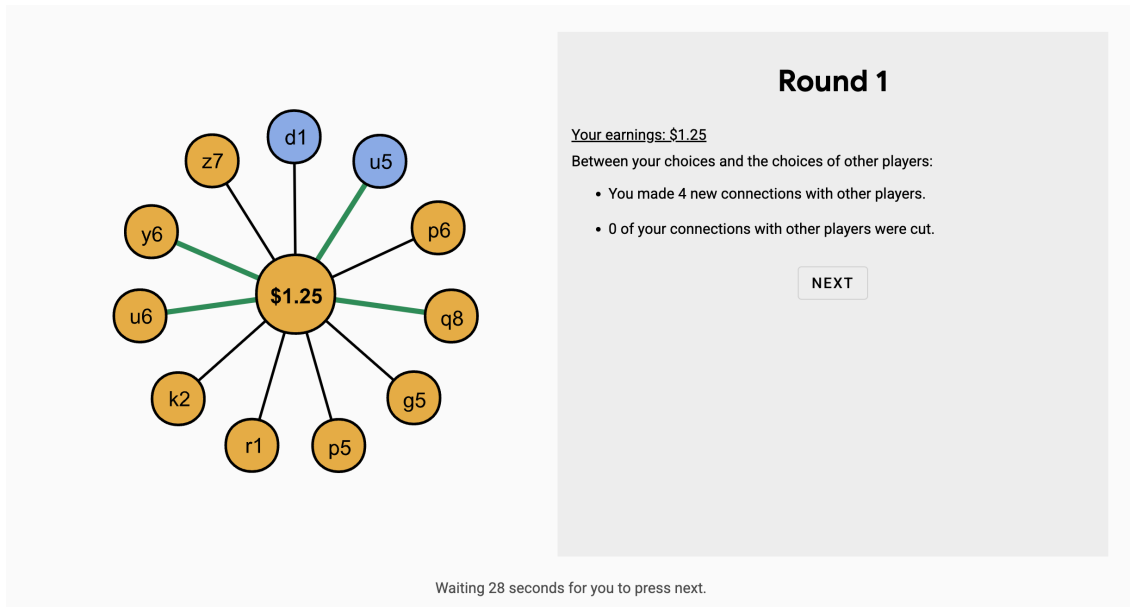 Round 1
Your earnings: $1.25
Between your choices and the choices of other players:
• You made 4 new connections with other players.
• 0 of your connections with other players were cut.
NEXT
d1
z7
u5
y6
p6
$1.25
u6
q8
k2
g5
r1
p5
Waiting 28 seconds for you to press next.